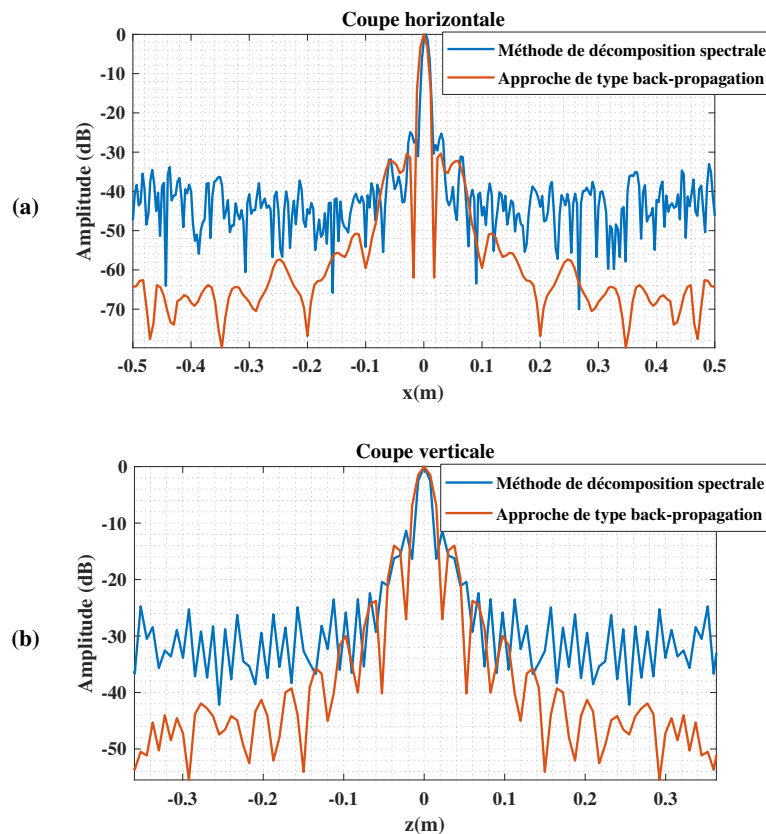 Coupe horizontale
0
-10
-20
-30
-40
-50
-60
-70
Amplitude (dB)
Méthode de décomposition spectrale
Approche de type back-propagation
(a)
-0.5 -0.4 -0.3 -0.2 -0.1 0 0.1 0.2 0.3 0.4 0.5
x(m)
Coupe verticale
0
-10
-20
-30
-40
-50
Amplitude (dB)
Méthode de décomposition spectrale
Approche de type back-propagation
(b)
-0.3 -0.2 -0.1 0 0.1 0.2 0.3
z(m)